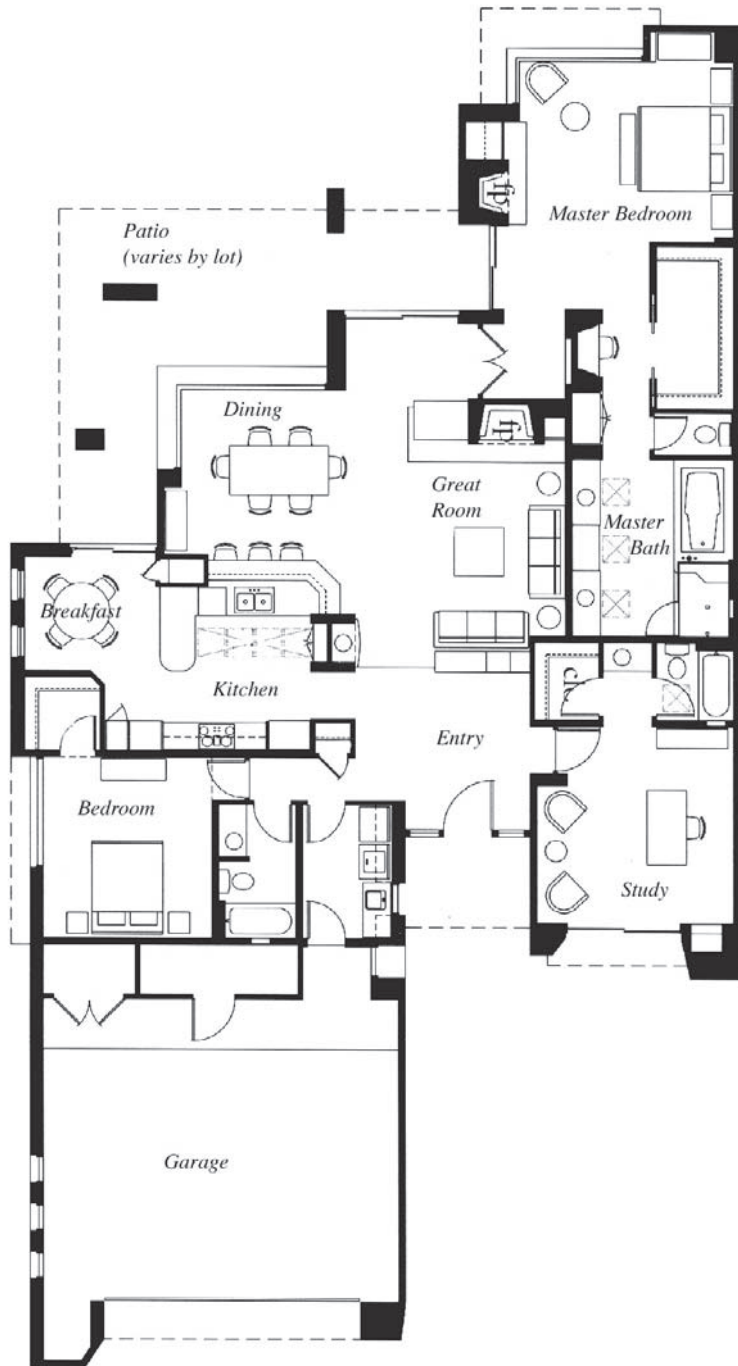 Master Bedroom
fp
Patio
(varies by lot)
Dining
fp
Great
Room
Master
Bath
Breakfast
Kitchen
clo
Entry
Bedroom
Study
Garage